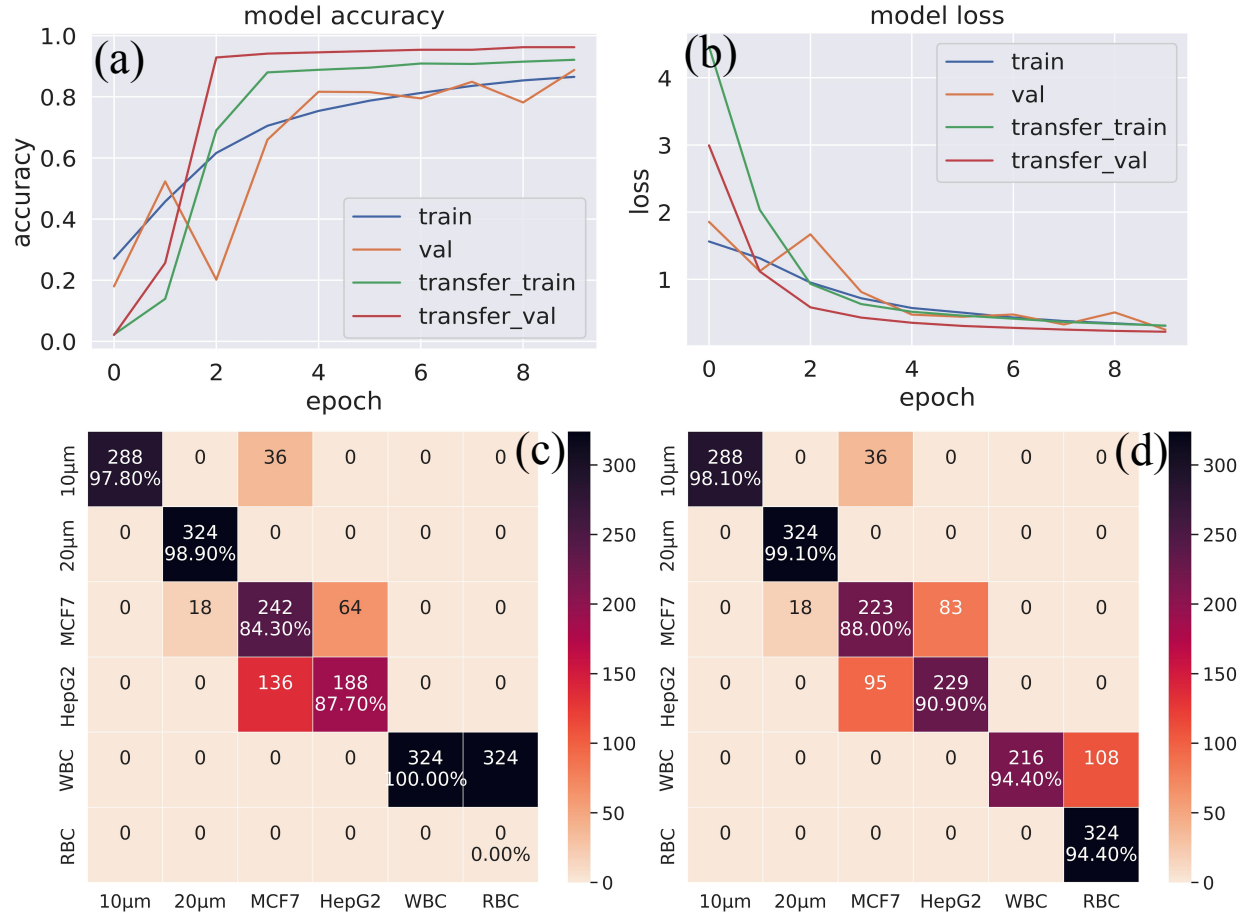 model accuracy
(a)
1.0
0.8
0.6
0.4
0.2
0.0
accuracy
train
val
transfer_train
transfer_val
0 2 4 6 8
epoch
model loss
(b)
4
3
2
1
loss
train
val
transfer_train
transfer_val
0 2 4 6 8
epoch
(c)
10μm 288 0 36 0 0 0
97.80%
20μm 0 324 0 0 0 0
98.90%
MCF7 0 18 242 64 0 0
84.30%
HepG2 0 0 136 188 0 0
87.70%
WBC 0 0 0 0 324 324
100.00%
RBC 0 0 0 0 0 0
0.00%
10μm 20μm MCF7 HepG2 WBC RBC
300
250
200
150
100
50
0
(d)
10μm 288 0 36 0 0 0
98.10%
20μm 0 324 0 0 0 0
99.10%
MCF7 0 18 223 83 0 0
88.00%
HepG2 0 0 95 229 0 0
90.90%
WBC 0 0 0 0 216 108
94.40%
RBC 0 0 0 0 0 324
94.40%
10μm 20μm MCF7 HepG2 WBC RBC
300
250
200
150
100
50
0